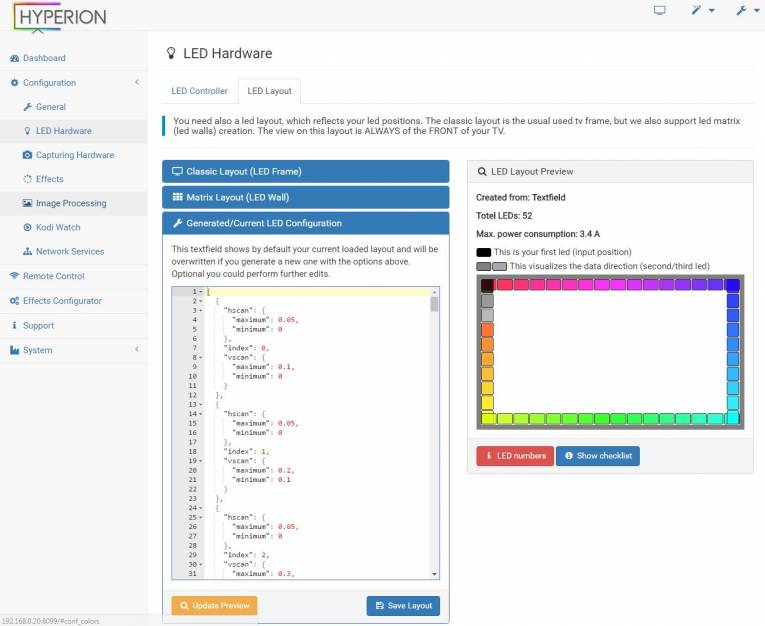 HYPERION
Dashboard
Configuration
General
LED Hardware
Capturing Hardware
Effects
Image Processing
Kodi Watch
Network Services
Remote Control
Effects Configurator
Support
System
192.168.0.20:8099/#conf_colors
LED Hardware
LED Controller
LED Layout
You need also a led layout, which reflects your led positions. The classic layout is the usual used tv frame, but we also support led matrix
(led walls) creation. The view on this layout is ALWAYS of the FRONT of your TV.
Classic Layout (LED Frame)
Matrix Layout (LED Wall)
Generated/Current LED Configuration
This textfield shows by default your current loaded layout and will be
overwritten if you generate a new one with the options above.
Optional you could perform further edits.
1 [
2 {
3 "hscan": {
4 "maximum": 0.05,
5 "minimum": 0
6 },
7 "index": 0,
8 "vscan": {
9 "maximum": 0.1,
10 "minimum": 0
11 }
12 },
13 {
14 "hscan": {
15 "maximum": 0.05,
16 "minimum": 0
17 },
18 "index": 1,
19 "vscan": {
20 "maximum": 0.2,
21 "minimum": 0.1
22 }
23 },
24 {
25 "hscan": {
26 "maximum": 0.05,
27 "minimum": 0
28 },
29 "index": 2,
30 "vscan": {
31 "maximum": 0.3,
Update Preview
Save Layout
LED Layout Preview
Created from: Textfield
Total LEDs: 52
Max. power consumption: 3.4 A
This is your first led (input position)
This visualizes the data direction (second/third led)
LED numbers
Show checklist